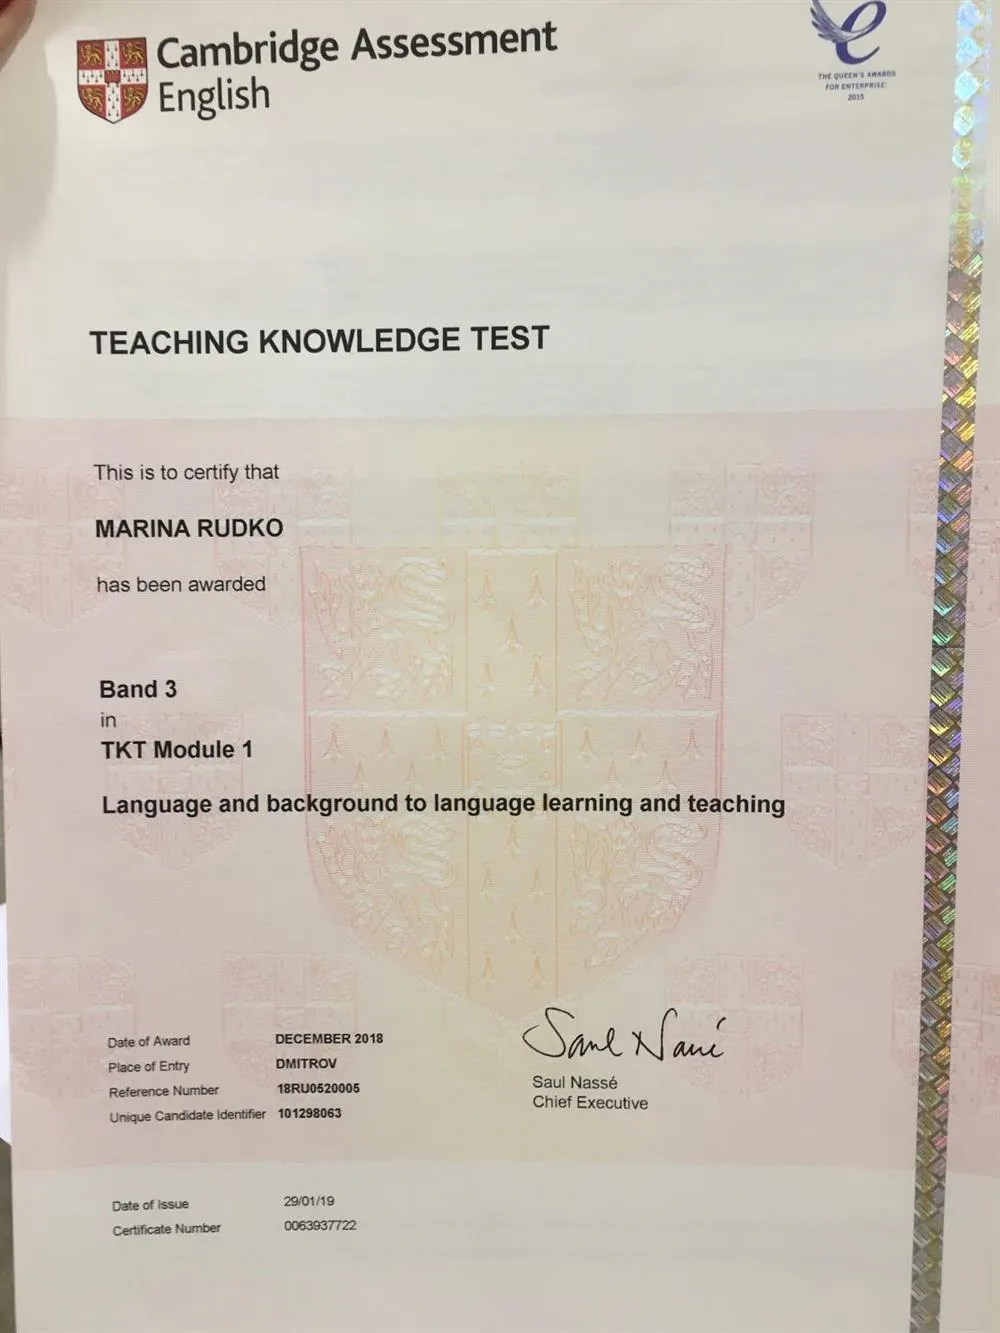 Cambridge Assessment
English
THE QUEEN'S AWARDS
FOR ENTERPRISE:
2015
TEACHING KNOWLEDGE TEST
This is to certify that
MARINA RUDKO
has been awarded
Band 3
in
TKT Module 1
Language and background to language learning and teaching
Date of Award DECEMBER 2018
Place of Entry DMITROV
Reference Number 18RU0520005
Unique Candidate Identifier 101298063
Saul Nassé
Saul Nassé
Chief Executive
Date of Issue 29/01/19
Certificate Number 0063937722